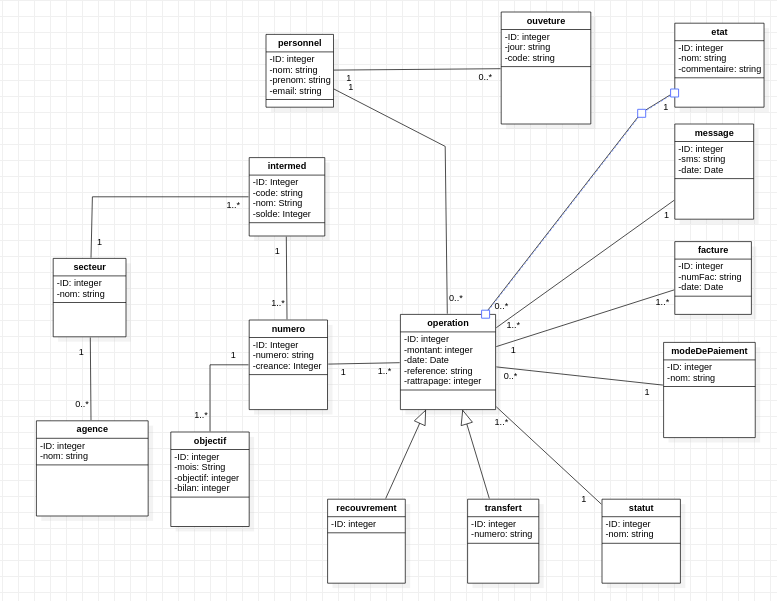 ouveture
-ID: integer
-jour: string
-code: string
etat
-ID: integer
-nom: string
-commentaire: string
personnel
-ID: integer
-nom: string
-prenom: string
-email: string
1
1
0..*
1
message
-ID: integer
-sms: string
-date: Date
intermed
-ID: Integer
-code: string
-nom: String
-solde: Integer
1..*
1
1
1
secteur
-ID: integer
-nom: string
facture
-ID: integer
-numFac: string
-date: Date
1..*
0..*
0..*
1..*
1..*
1
numero
-ID: Integer
-numero: string
-creance: Integer
operation
-ID: integer
-montant: integer
-date: Date
-reference: string
-rattrapage: integer
modeDePaiement
-ID: integer
-nom: string
1
1
1
1..*
0..*
1
0..*
1..*
1..*
agence
-ID: integer
-nom: string
objectif
-ID: integer
-mois: String
-objectif: integer
-bilan: integer
1
recouvrement
-ID: integer
transfert
-ID: integer
-numero: string
statut
-ID: integer
-nom: string